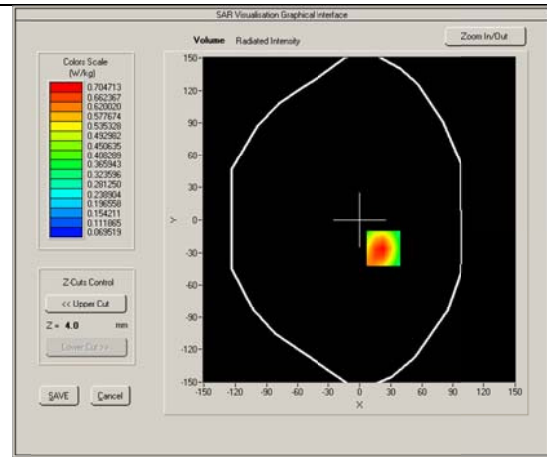 SAR Visualisation Graphical Interface
Volume Radiated Intensity
Zoom In/Out
Colors Scale
(W/kg)
0.704713
0.662367
0.620020
0.577674
0.535328
0.492982
0.450635
0.408289
0.365943
0.323596
0.281250
0.238904
0.196558
0.154211
0.111865
0.069519
Z-Cuts Control
<< Upper Cut
Z = 4.0 mm
Lower Cut >>
SAVE Cancel
150
120
90
60
30
0
-30
-60
-90
-120
-150
Y
-150 -120 -90 -60 -30 0 30 60 90 120 150
X